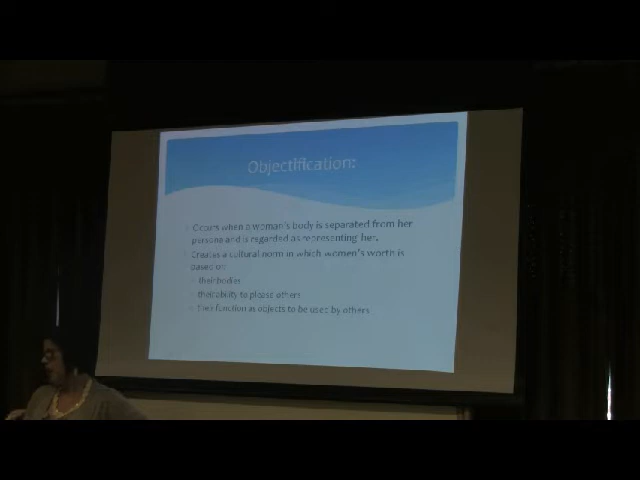 Objectification:
Occurs when a woman's body is separated from her
persona and is regarded as representing her.
Creates a cultural norm in which women's worth is
based on
their bodies
their ability to please others
their function as objects to be used by others